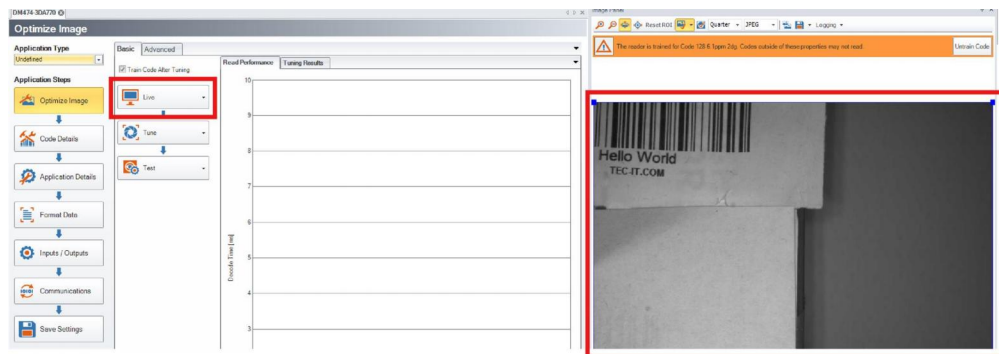 DM474-3DA770
Optimize Image
Application Type
Undefined
Application Steps
Optimize Image
Code Details
Application Details
Format Data
Inputs / Outputs
Communications
Save Settings
Basic
Advanced
Train Code After Tuning
Live
Tune
Test
Read Performance
Tuning Results
10
9
8
7
6
5
4
3
Decode Time [ms]
Image Panel
Reset ROI
Quarter
JPEG
Logging
The reader is trained for Code 128 6.1ppm 2dg. Codes outside of these properties may not read.
Untrain Code
Hello World
TEC-IT.COM